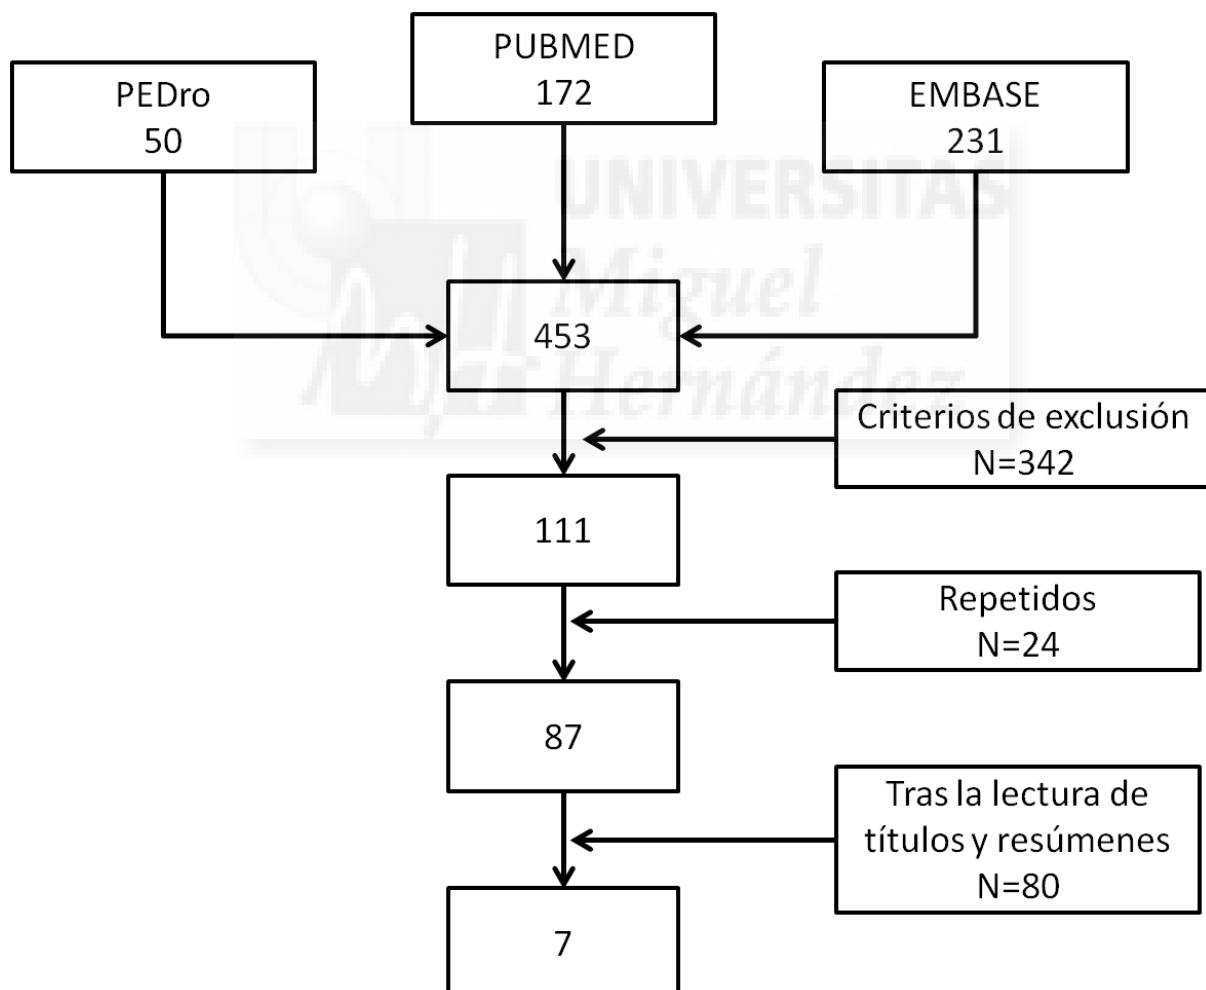 PEDro
50
PUBMED
172
EMBASE
231
UNIVERSITAS
Miguel
Hernández
453
Criterios de exclusión
N=342
111
Repetidos
N=24
87
Tras la lectura de
títulos y resúmenes
N=80
7